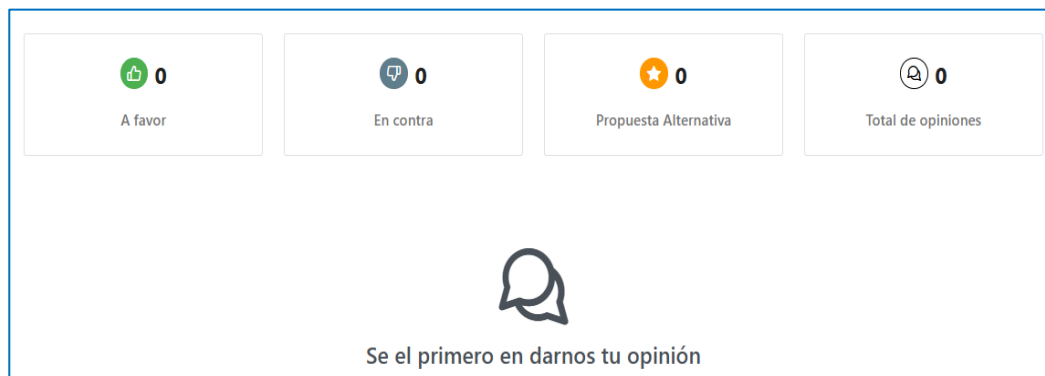 0
A favor
0
En contra
0
Propuesta Alternativa
0
Total de opiniones
Se el primero en darnos tu opinión